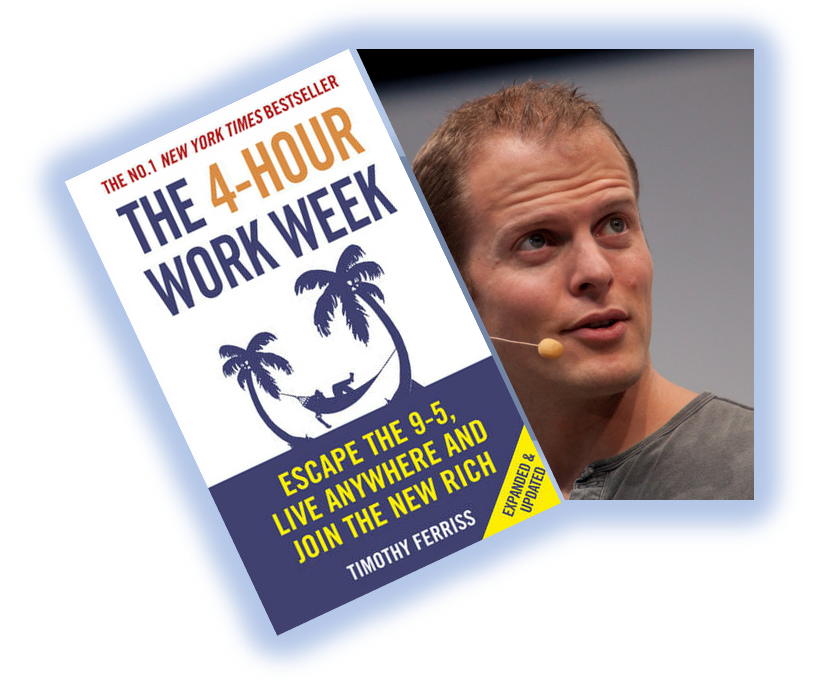 THE NO.1 NEW YORK TIMES BESTSELLER
THE 4-HOUR
WORK WEEK
ESCAPE THE 9-5,
LIVE ANYWHERE AND
JOIN THE NEW RICH
EXPANDED &
UPDATED
TIMOTHY FERRISS